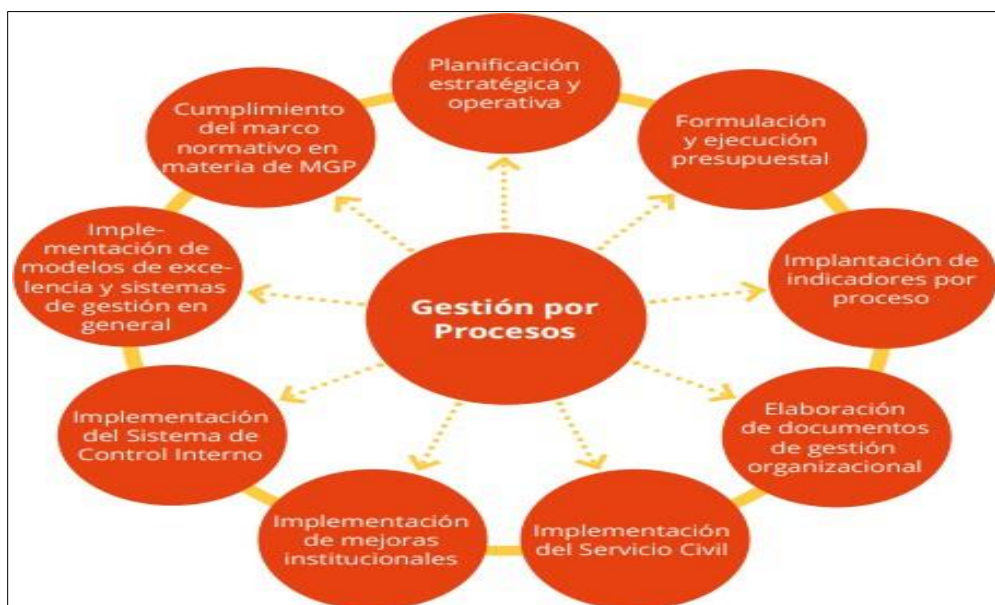 Planificación
estratégica y
operativa
Formulación
y ejecución
presupuestal
Implantación de
indicadores por
proceso
Elaboración
de documentos
de gestión
organizacional
Implementación
del Servicio Civil
Implementación
de mejoras
institucionales
Implementación
del Sistema de
Control Interno
Imple-
mentación de
modelos de exce-
lencia y sistemas
de gestión en
general
Cumplimiento
del marco
normativo en
materia de MGP
Gestión por
Procesos